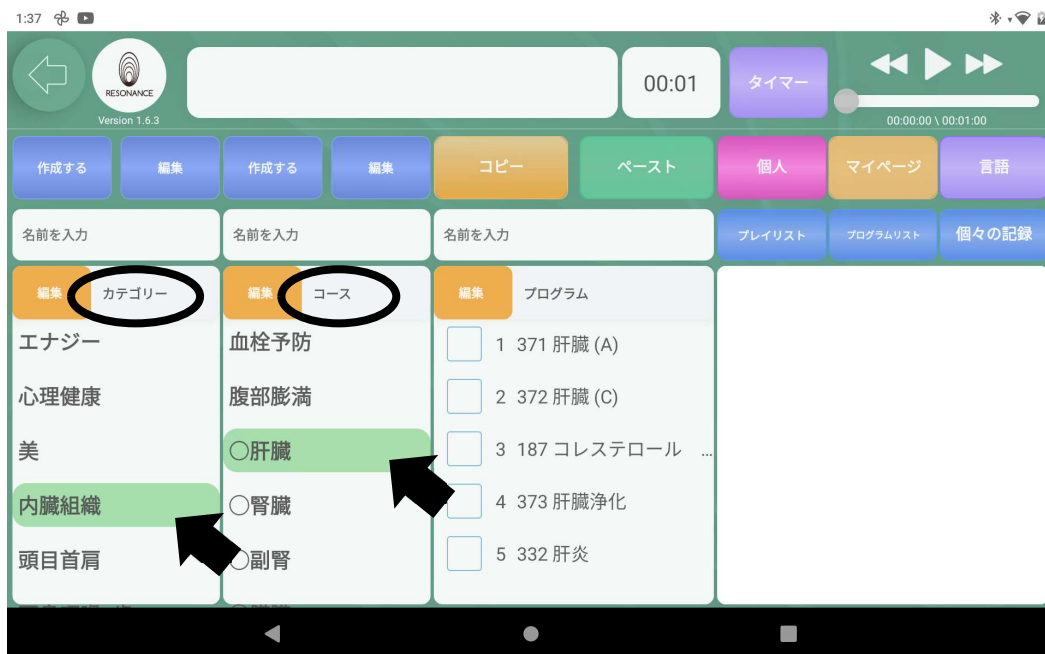 1:37
RESONANCE
Version 1.6.3
00:01
タイマー
00:00:00 \ 00:01:00
作成する
編集
作成する
編集
コピー
ペースト
個人
マイページ
言語
名前を入力
名前を入力
名前を入力
プレイリスト
プログラムリスト
個々の記録
編集
カテゴリー
編集
コース
編集
プログラム
エナジー
心理健康
美
内臓組織
頭目首肩
血栓予防
腹部膨満
○肝臓
○腎臓
○副腎
1 371 肝臓 (A)
2 372 肝臓 (C)
3 187 コレステロール ...
4 373 肝臓浄化
5 332 肝炎